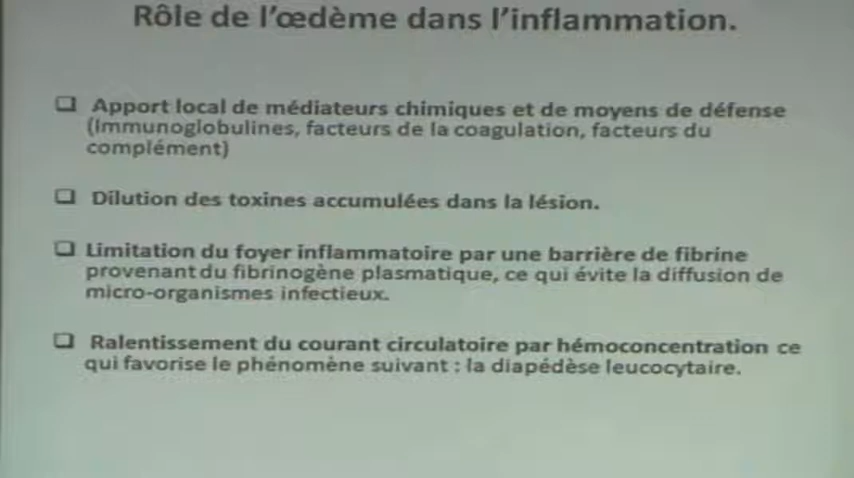 Rôle de l'œdème dans l'inflammation.
❑ Apport local de médiateurs chimiques et de moyens de défense
(Immunoglobulines, facteurs de la coagulation, facteurs du
complément)
❑ Dilution des toxines accumulées dans la lésion.
❑ Limitation du foyer inflammatoire par une barrière de fibrine
provenant du fibrinogène plasmatique, ce qui évite la diffusion de
micro-organismes infectieux.
❑ Ralentissement du courant circulatoire par hémoconcentration ce
qui favorise le phénomène suivant : la diapédèse leucocytaire.